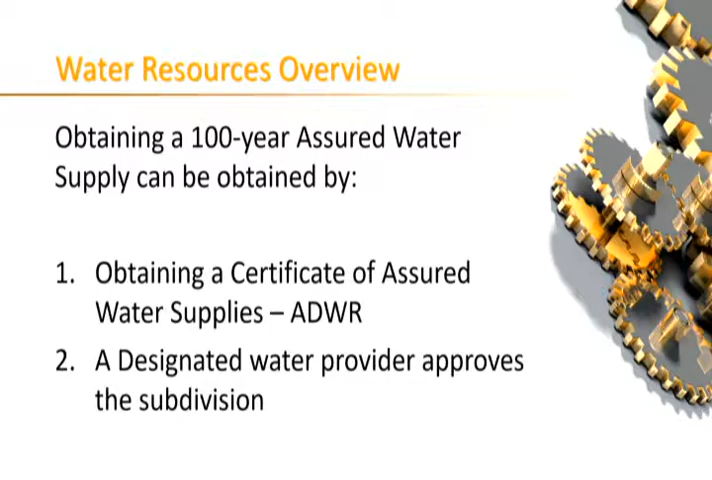 Water Resources Overview
Obtaining a 100-year Assured Water
Supply can be obtained by:
1. Obtaining a Certificate of Assured
Water Supplies – ADWR
2. A Designated water provider approves
the subdivision